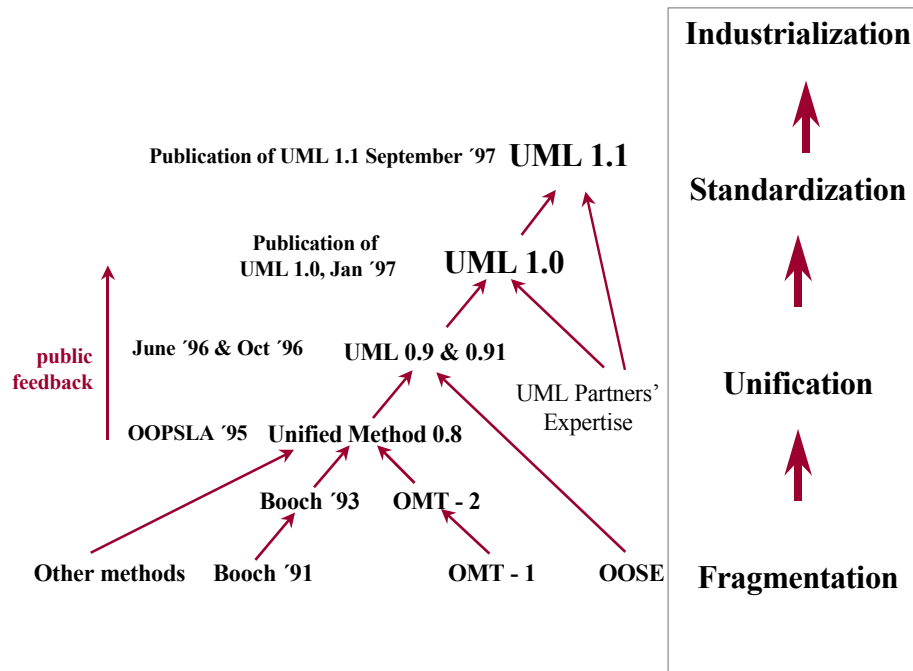 Industrialization
Publication of UML 1.1 September ´97 UML 1.1
Standardization
Publication of
UML 1.0, Jan ´97
UML 1.0
public
feedback
June ´96 & Oct ´96
UML 0.9 & 0.91
UML Partners’
Expertise
Unification
OOPSLA ´95
Unified Method 0.8
Booch ´93
OMT - 2
Other methods
Booch ´91
OMT - 1
OOSE
Fragmentation